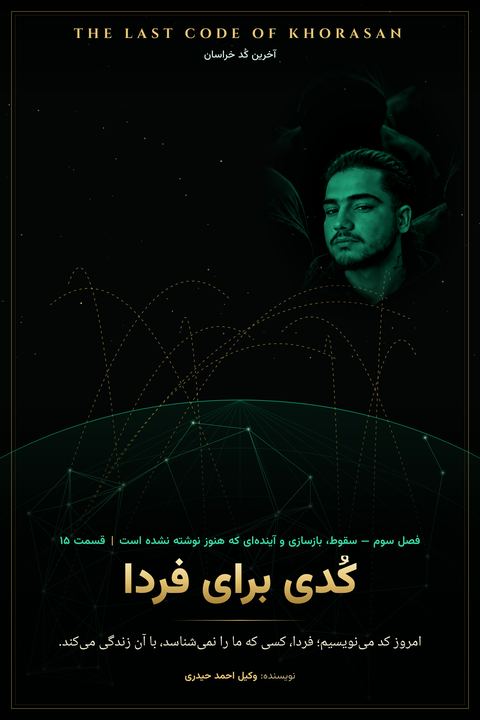 THE LAST CODE OF KHORASAN
آخرین کُد خراسان
فصل سوم — سقوط، بازسازی و آینده‌ای که هنوز نوشته نشده است | قسمت ۱۵
کُدی برای فردا
امروز کد می‌نویسیم؛ فردا، کسی که ما را نمی‌شناسد، با آن زندگی می‌کند.
نویسنده: وکیل احمد حیدری